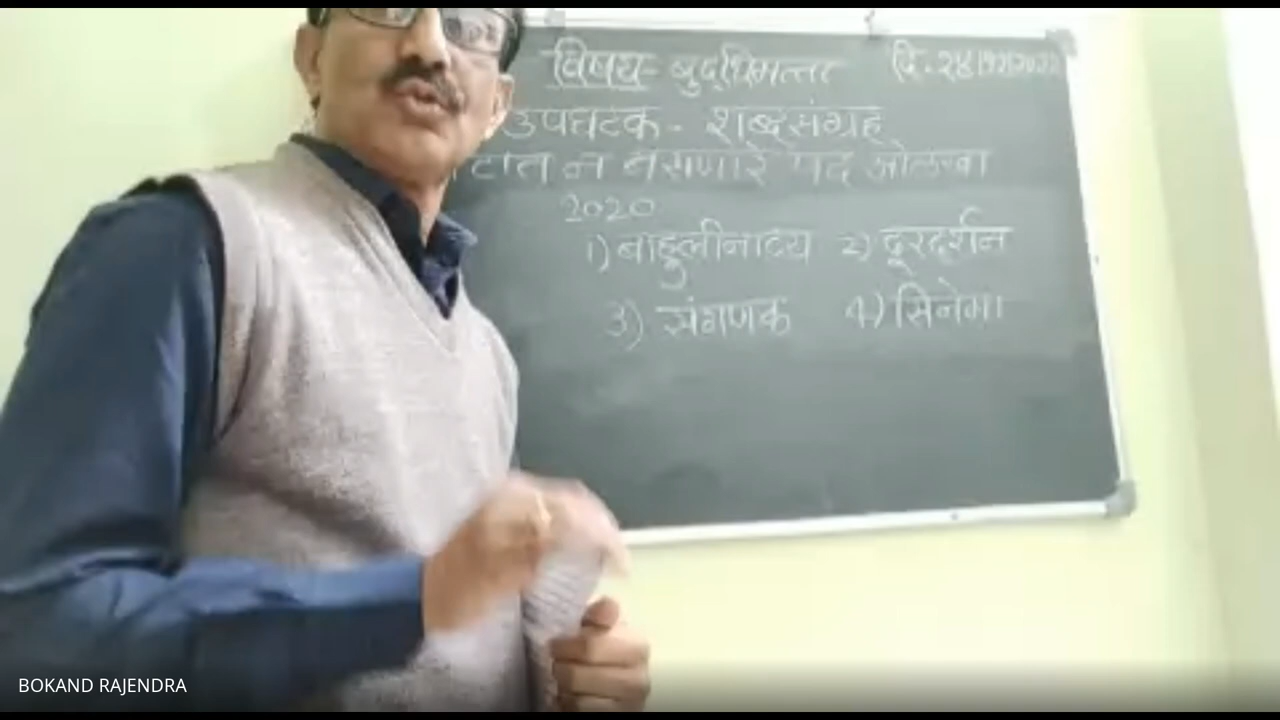 विषय- बुद्धिमत्ता
उपघटक- शब्दसंग्रह
न बसणारे पद ओळखा
2020
1) बाहुलीनाट्य 2) दूरदर्शन
3) संगणक 4) सिनेमा
BOKAND RAJENDRA